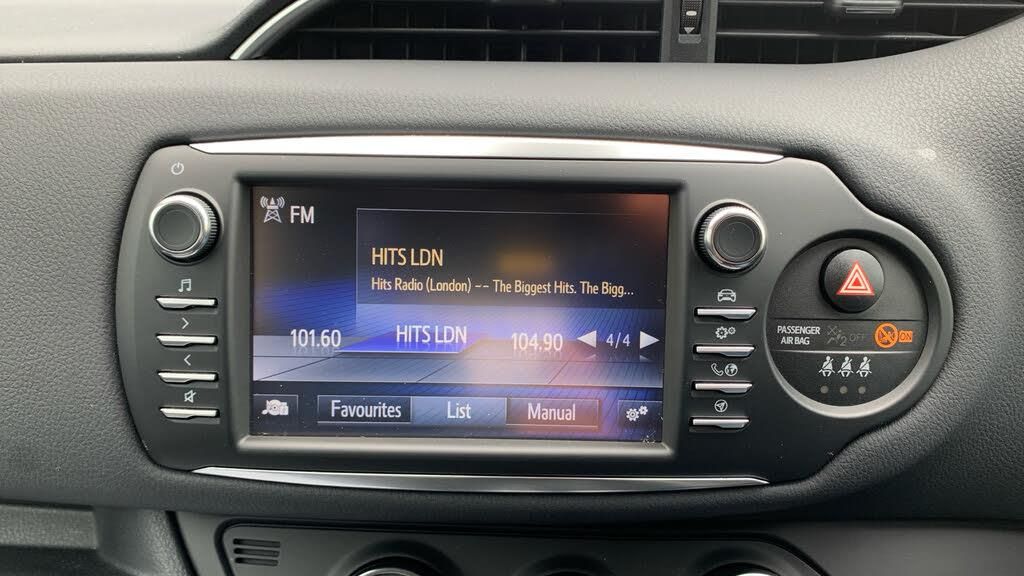 FM
HITS LDN
Hits Radio (London) -- The Biggest Hits. The Bigg...
101.60 HITS LDN 104.90 4/4
Favourites List Manual
PASSENGER
AIR BAG
2 OFF
ON